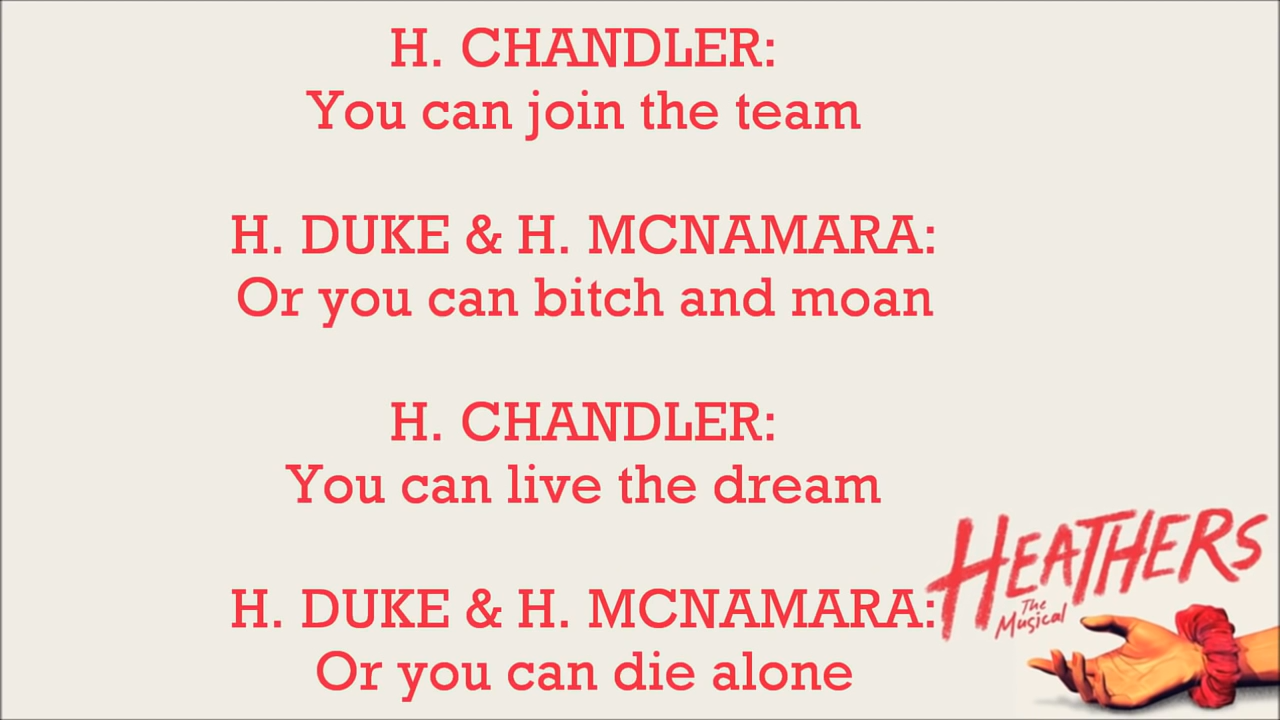 H. CHANDLER:
You can join the team
H. DUKE & H. MCNAMARA:
Or you can bitch and moan
H. CHANDLER:
You can live the dream
H. DUKE & H. MCNAMARA:
Or you can die alone
HEATHERS
The
Musical